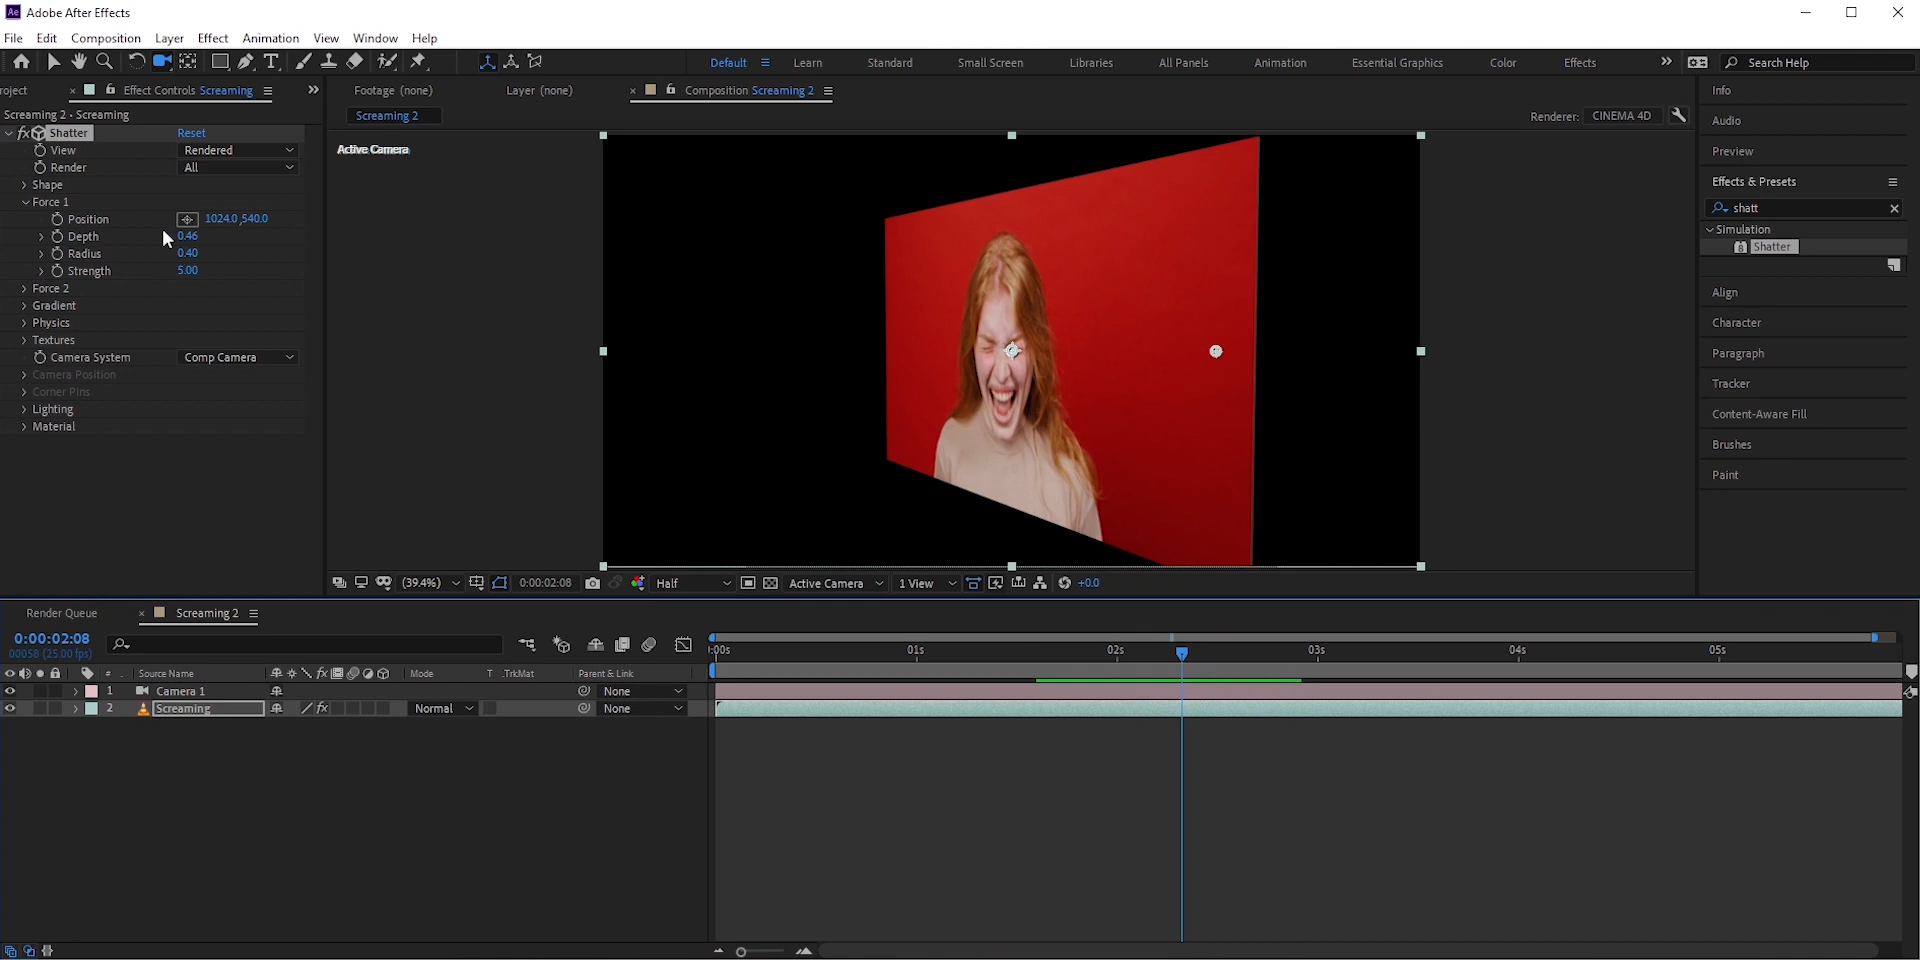 Ae Adobe After Effects
File Edit Composition Layer Effect Animation View Window Help
Default Learn Standard Small Screen Libraries All Panels Animation Essential Graphics Color Effects Search Help
roject Effect Controls Screaming Footage (none) Layer (none) Composition Screaming 2 Info
Screaming 2 • Screaming Screaming 2 Renderer: CINEMA 4D Audio
fx Shatter Reset
View Rendered Active Camera Preview
Render All
Shape Effects & Presets
Force 1
Position 1024.0,540.0 shatt
Depth 0.46 Simulation
Radius 0.40 8 Shatter
Strength 5.00
Force 2 Align
Gradient
Physics Character
Textures
Camera System Comp Camera Paragraph
Camera Position
Corner Pins Tracker
Lighting Content-Aware Fill
Material
Brushes
Paint
(39.4%) 0:00:02:08 Half Active Camera 1 View +0.0
Render Queue Screaming 2
0:00:02:08
00058 (25.00 fps) :00s 01s 02s 03s 04s 05s
# Source Name fx Mode T .TrkMat Parent & Link
1 Camera 1 None
2 Screaming fx Normal None